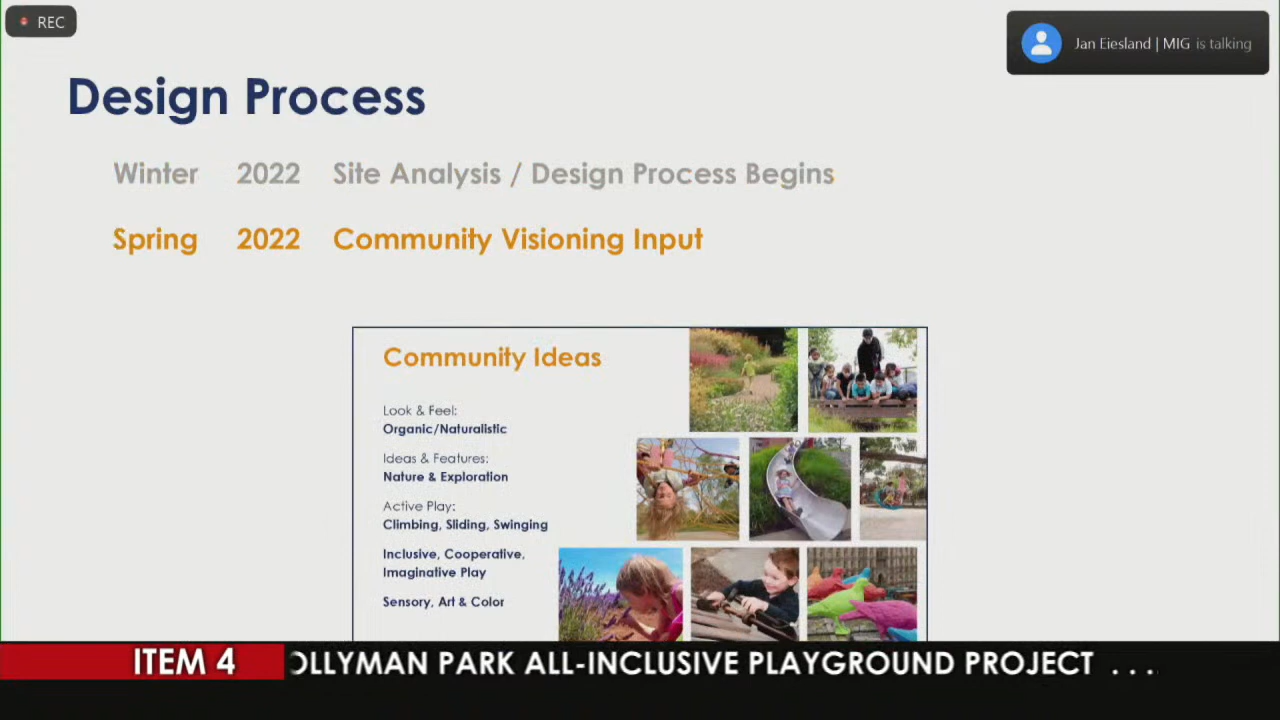 REC
Jan Eiesland | MIG is talking
Design Process
Winter 2022 Site Analysis / Design Process Begins
Spring 2022 Community Visioning Input
Community Ideas
Look & Feel:
Organic/Naturalistic
Ideas & Features:
Nature & Exploration
Active Play:
Climbing, Sliding, Swinging
Inclusive, Cooperative,
Imaginative Play
Sensory, Art & Color
ITEM 4 OLLYMAN PARK ALL-INCLUSIVE PLAYGROUND PROJECT . . .